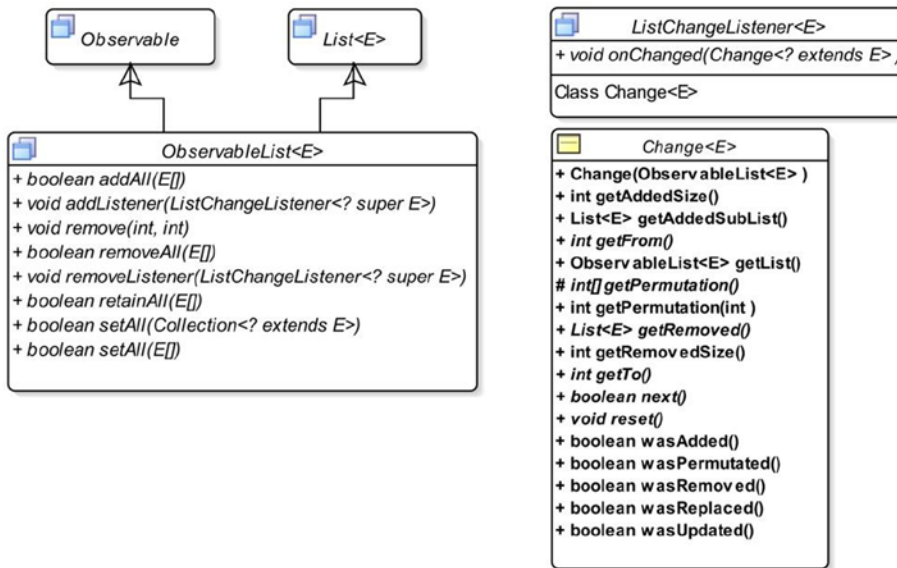 Observable
List<E>
ObservableList<E>
+ boolean addAll(E[])
+ void addListener(ListChangeListener<? super E>)
+ void remove(int, int)
+ boolean removeAll(E[])
+ void removeListener(ListChangeListener<? super E>)
+ boolean retainAll(E[])
+ boolean setAll(Collection<? extends E>)
+ boolean setAll(E[])
ListChangeListener<E>
+ void onChanged(Change<? extends E> )
Class Change<E>
Change<E>
+ Change(ObservableList<E> )
+ int getAddedSize()
+ List<E> getAddedSubList()
+ int getFrom()
+ ObservableList<E> getList()
# int[] getPermutation()
+ int getPermutation(int )
+ List<E> getRemoved()
+ int getRemovedSize()
+ int getTo()
+ boolean next()
+ void reset()
+ boolean wasAdded()
+ boolean wasPermutated()
+ boolean wasRemoved()
+ boolean wasReplaced()
+ boolean wasUpdated()